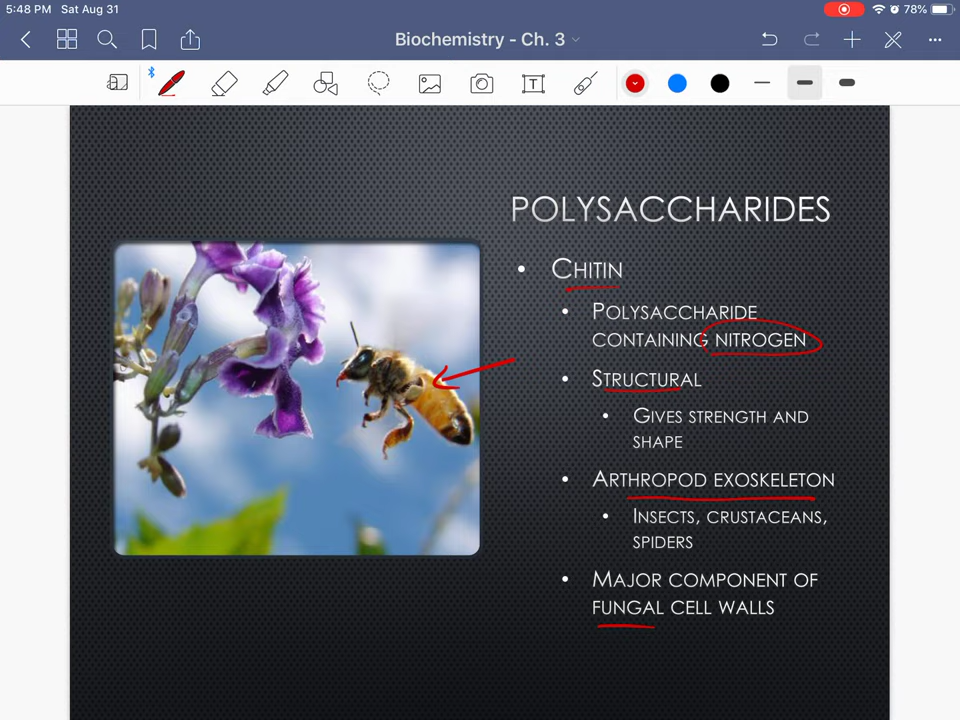 5:48 PM Sat Aug 31
78%
Biochemistry - Ch. 3
T
POLYSACCHARIDES
• CHITIN
• POLYSACCHARIDE
CONTAINING NITROGEN
• STRUCTURAL
• GIVES STRENGTH AND
SHAPE
• ARTHROPOD EXOSKELETON
• INSECTS, CRUSTACEANS,
SPIDERS
• MAJOR COMPONENT OF
FUNGAL CELL WALLS